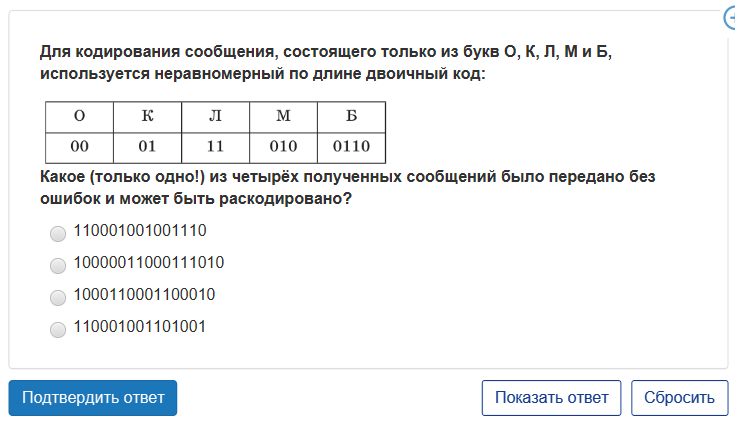 Для кодирования сообщения, состоящего только из букв О, К, Л, М и Б,
используется неравномерный по длине двоичный код:
О К Л М Б
00 01 11 010 0110
Какое (только одно!) из четырёх полученных сообщений было передано без
ошибок и может быть раскодировано?
110001001001110
10000011000111010
1000110001100010
110001001101001
Подтвердить ответ Показать ответ Сбросить